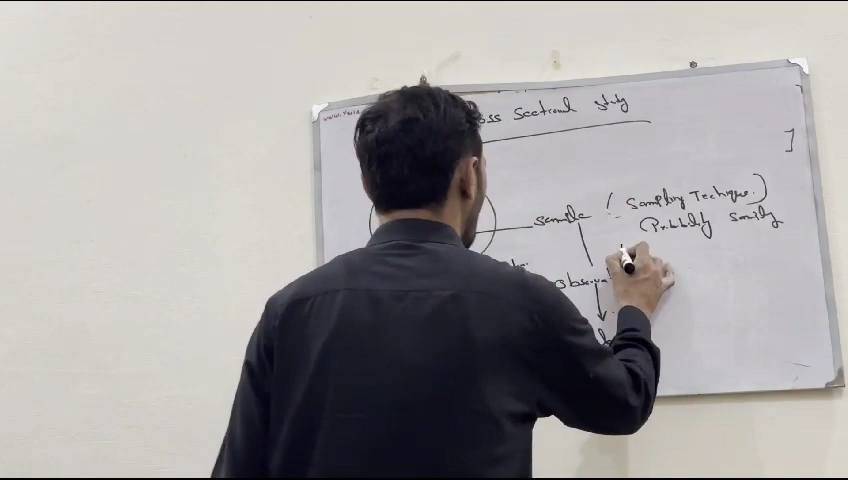 oss Sectional study
]
Sample ( Sampling Technique. )
Probability Sampling
observa